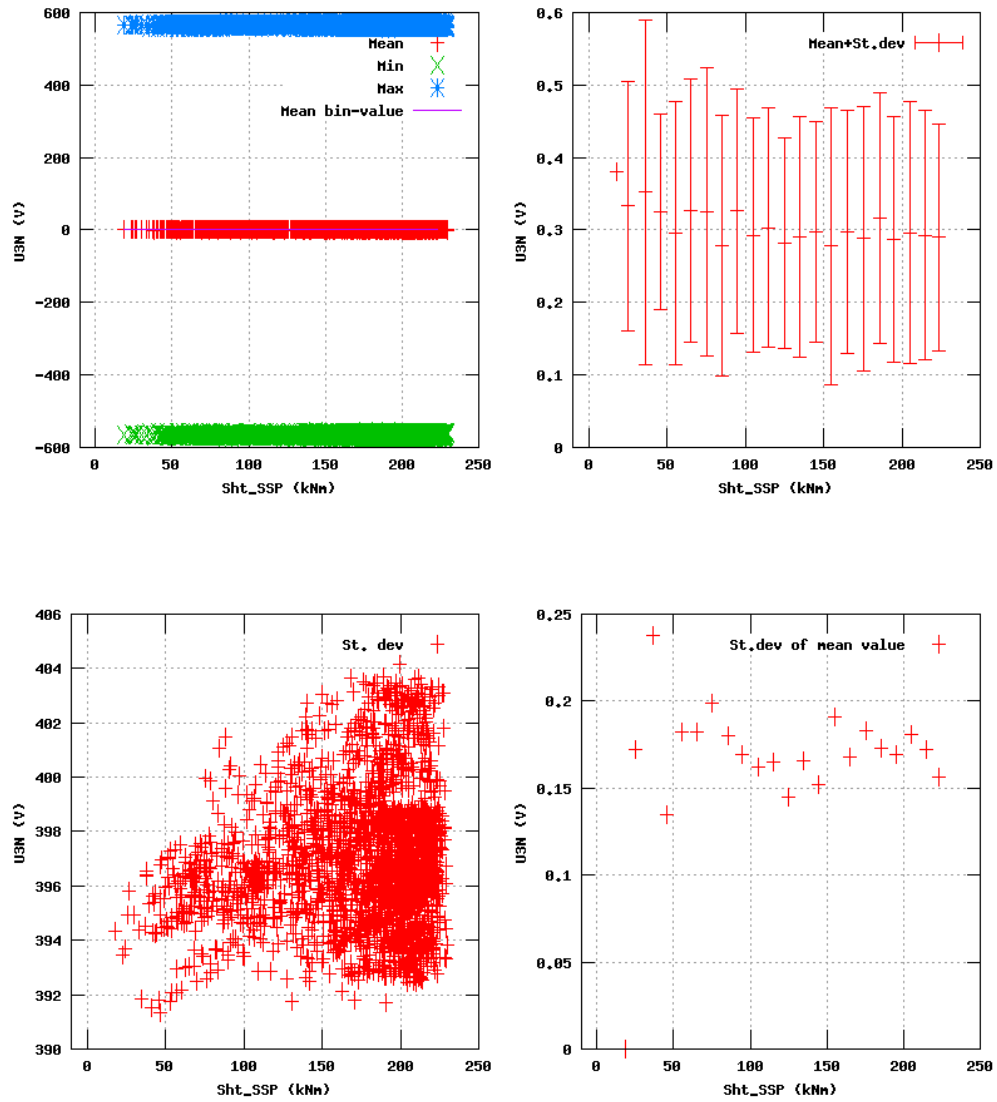 600
400
200
0
-200
-400
-600
U3N (V)
Mean
Min
Max
Mean bin-value
0 50 100 150 200 250
Sht_SSP (kNm)
0.6
0.5
0.4
0.3
0.2
0.1
0
U3N (V)
Mean+St.dev
0 50 100 150 200 250
Sht_SSP (kNm)
406
404
402
400
398
396
394
392
390
U3N (V)
St. dev
0 50 100 150 200 250
Sht_SSP (kNm)
0.25
0.2
0.15
0.1
0.05
0
U3N (V)
St.dev of mean value
0 50 100 150 200 250
Sht_SSP (kNm)